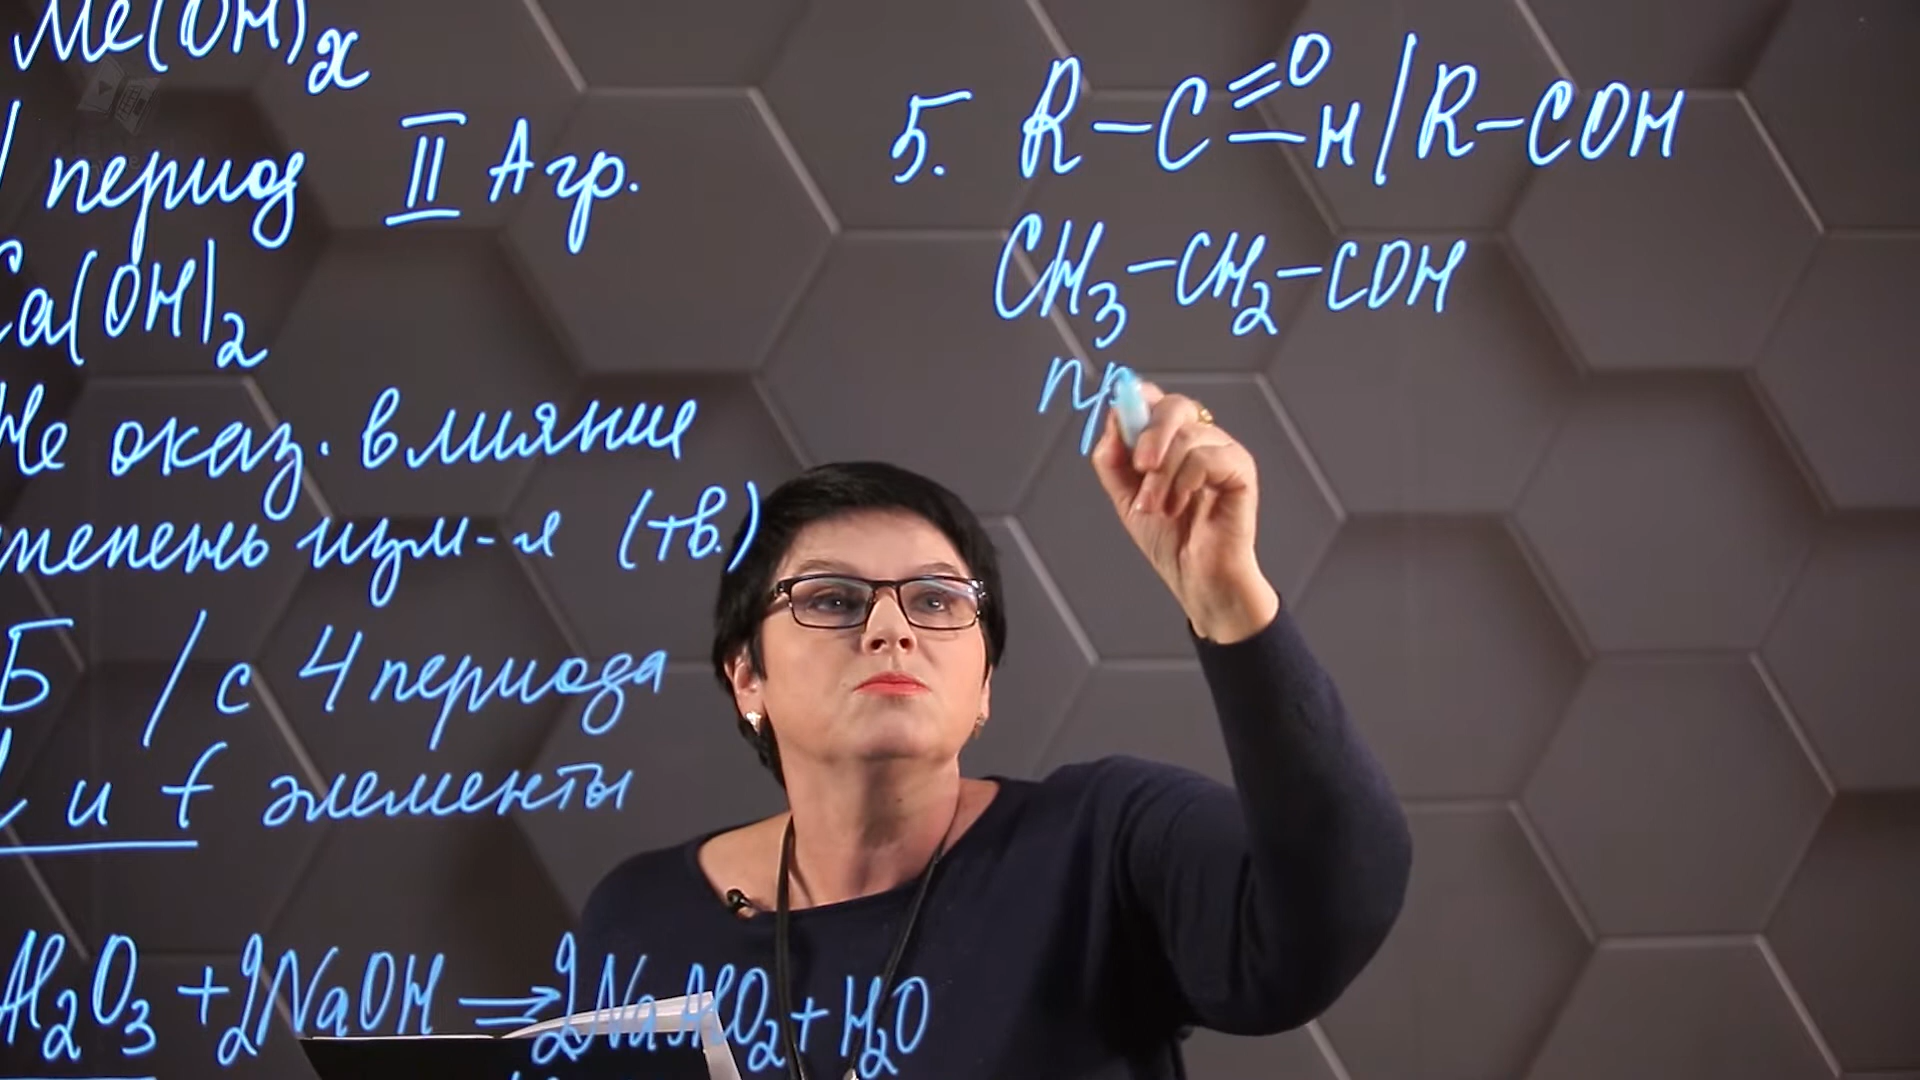 Me(OH)x
/ период II А гр.
Ca(OH)2
Не оказ. влияние
степень изм-я (тв.)
Б / с 4 периода
и f элементы
Al2O3 + 2NaOH ⇒ 2NaAlO2 + H2O
5. R–C=O–H / R–COH
CH3–CH2–COH
пр